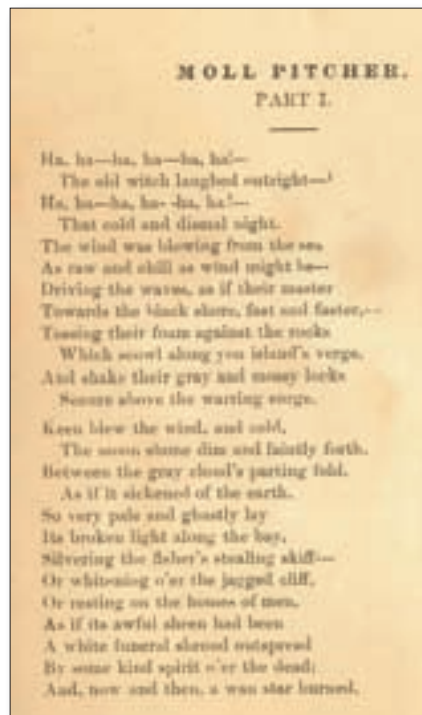 MOLL PITCHER.
PART I.
Ha, ha—ha, ha—ha, ha!—
The old witch laughed outright—¹
Ha, ha—ha, ha--ha, ha!—
That cold and dismal night.
The wind was blowing from the sea
As raw and chill as wind might be—
Driving the waves, as if their master
Towards the black shore, fast and faster,—
Tossing their foam against the rocks
Which scowl along yon island's verge,
And shake their gray and mossy locks
Secure above the warring surge.
Keen blew the wind, and cold,
The moon shone dim and faintly forth,
Between the gray cloud's parting fold,
As if it sickened of the earth.
So very pale and ghastly lay
Its broken light along the bay,
Silvering the fisher's stealing skiff—
Or whitening o'er the jagged cliff,
Or resting on the homes of men,
As if its awful sheen had been
A white funeral shroud outspread
By some kind spirit o'er the dead;
And, now and then, a wan star burned,